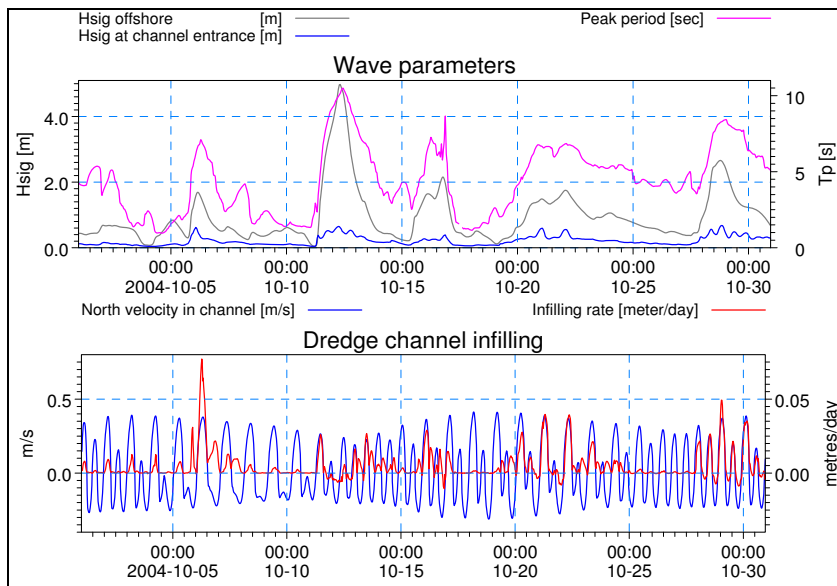 Hsig offshore [m] Peak period [sec]
Hsig at channel entrance [m]
Wave parameters
Hsig [m] Tp [s]
4.0 10
2.0 5
0.0 0
00:00 00:00 00:00 00:00 00:00 00:00
2004-10-05 10-10 10-15 10-20 10-25 10-30
North velocity in channel [m/s] Infilling rate [meter/day]
Dredge channel infilling
m/s metres/day
0.5 0.05
0.0 0.00
00:00 00:00 00:00 00:00 00:00 00:00
2004-10-05 10-10 10-15 10-20 10-25 10-30